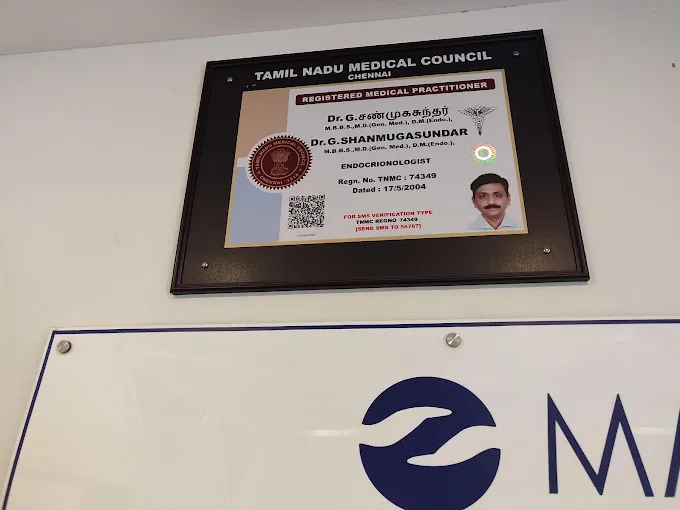 TAMIL NADU MEDICAL COUNCIL
CHENNAI
REGISTERED MEDICAL PRACTITIONER
Dr. G.சண்முகசுந்தர்
M.B.B.S.,M.D.(Gen. Med.), D.M.(Endo.),
Dr.G.SHANMUGASUNDAR
M.B.B.S.,M.D.(Gen. Med.), D.M.(Endo.),
ENDOCRIONOLOGIST
Regn. No. TNMC : 74349
Dated : 17/5/2004
FOR SMS VERIFICATION TYPE
TNMC REGNO 74349
[SEND SMS TO 56767]